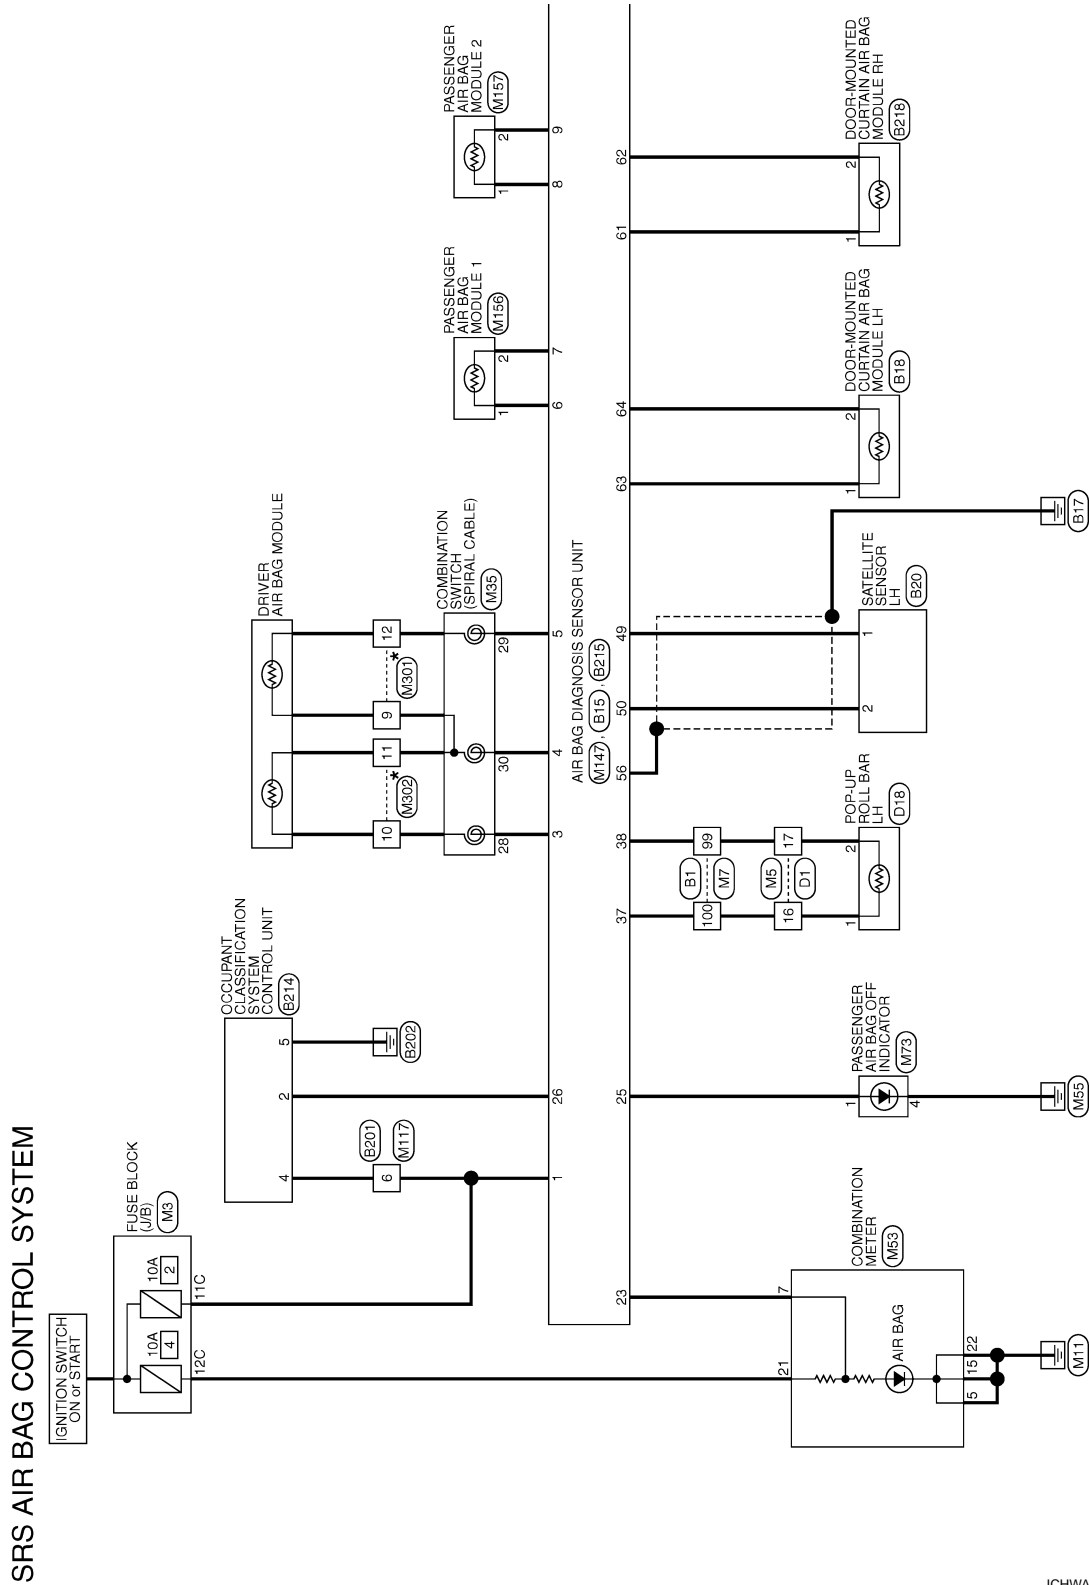 SRS AIR BAG CONTROL SYSTEM
IGNITION SWITCH
ON or START
FUSE BLOCK
(J/B)
M3
10A
4
10A
2
12C
11C
OCCUPANT
CLASSIFICATION
SYSTEM
CONTROL UNIT
B214
4
2
5
6
B201
M117
B202
DRIVER
AIR BAG MODULE
10
11
9
12
*
M302
*
M301
COMBINATION
SWITCH
(SPIRAL CABLE)
M35
28
30
29
PASSENGER
AIR BAG
MODULE 1
M156
1
2
PASSENGER
AIR BAG
MODULE 2
M157
1
2
1
26
3
4
5
6
7
8
9
AIR BAG DIAGNOSIS SENSOR UNIT
M147 , B15 , B215
23
25
37
38
56
50
49
63
64
61
62
COMBINATION
METER
M53
21
7
AIR BAG
5
15
22
M11
PASSENGER
AIR BAG OFF
INDICATOR
M73
1
4
M55
100
99
B1
M7
16
17
M5
D1
POP-UP
ROLL BAR
LH
D18
1
2
SATELLITE
SENSOR
LH
B20
2
1
B17
DOOR-MOUNTED
CURTAIN AIR BAG
MODULE LH
B18
1
2
DOOR-MOUNTED
CURTAIN AIR BAG
MODULE RH
B218
1
2